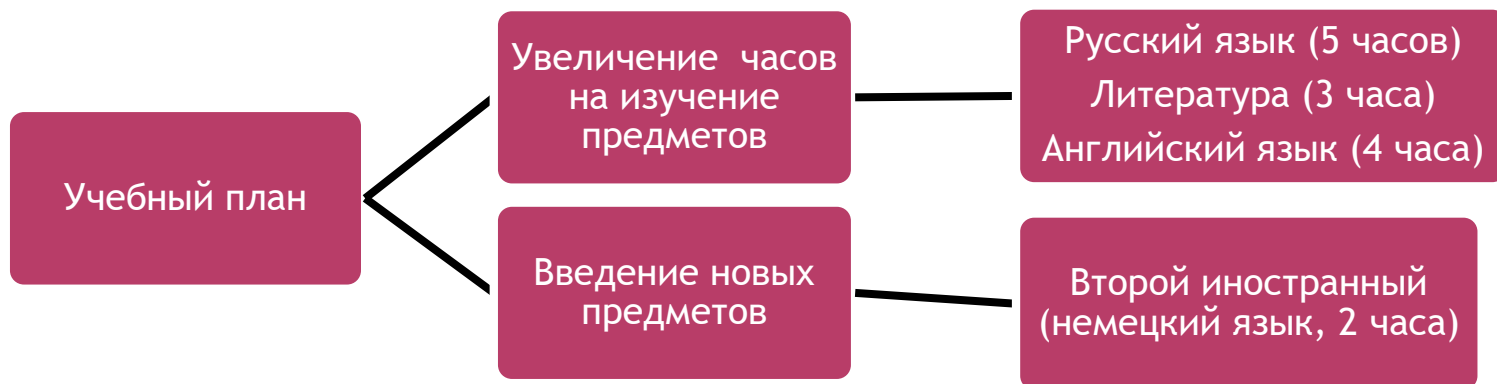 Учебный план
Увеличение часов
на изучение
предметов
Русский язык (5 часов)
Литература (3 часа)
Английский язык (4 часа)
Введение новых
предметов
Второй иностранный
(немецкий язык, 2 часа)